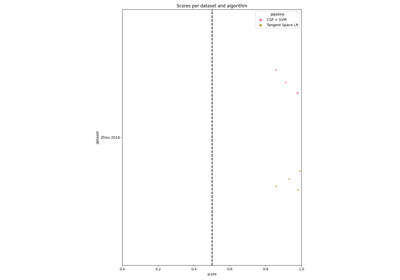 Scores per dataset and algorithm
pipeline
CSP + SVM
Tangent Space LR
dataset
Zhou 2016
0.0 0.2 0.4 0.6 0.8 1.0
score